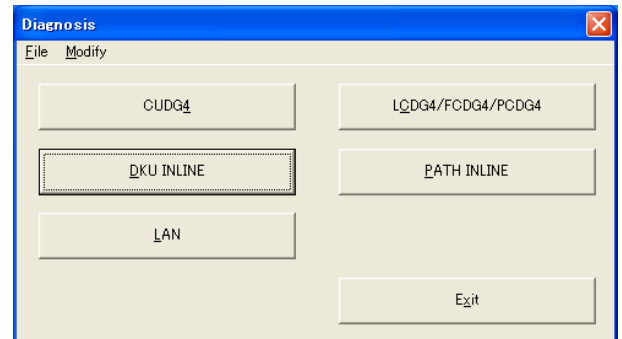 Diagnosis
File Modify
CUDG4 LCDG4/FCDG4/PCDG4
DKU INLINE PATH INLINE
LAN
Exit